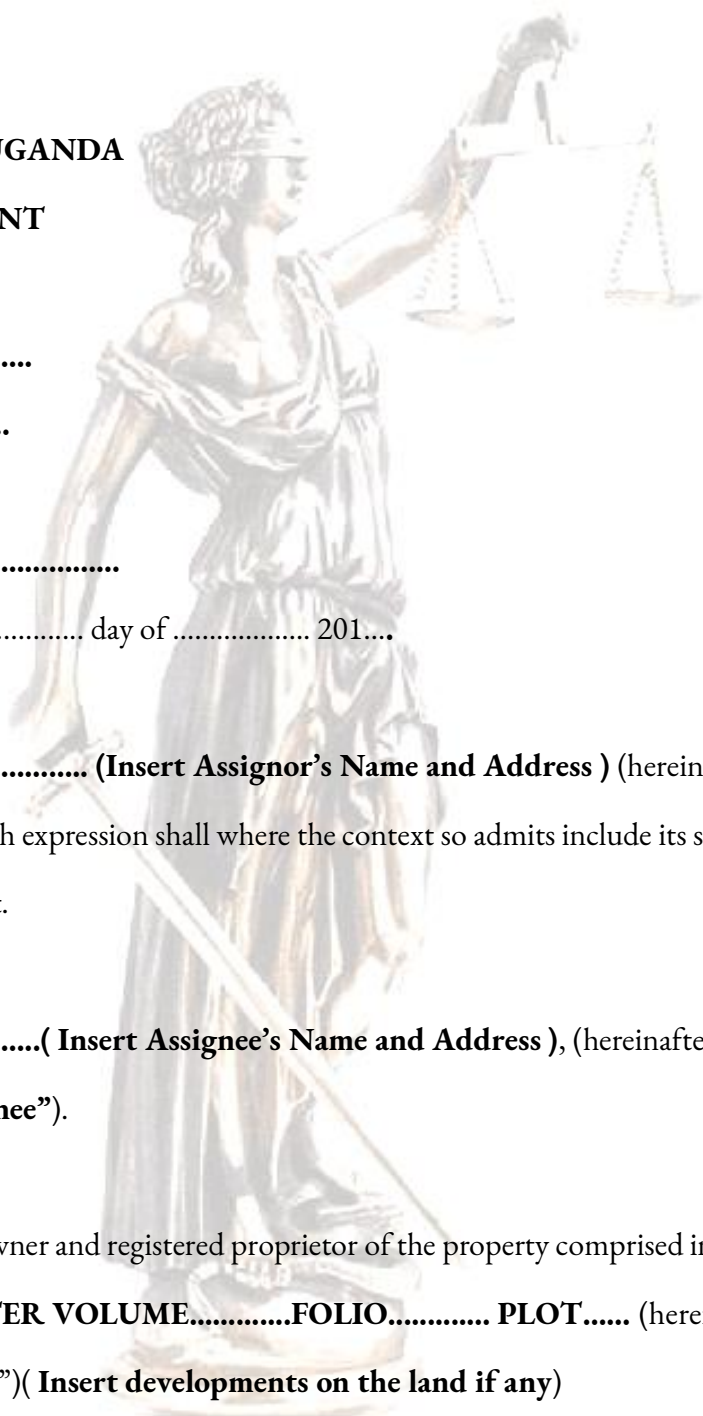 UGANDA
NT
.....
..
...............
............ day of .................. 201....
............ (Insert Assignor’s Name and Address ) (herein
h expression shall where the context so admits include its s
.
......( Insert Assignee’s Name and Address ), (hereinafte
nee”).
wner and registered proprietor of the property comprised in
TER VOLUME.............FOLIO............. PLOT...... (here
”)( Insert developments on the land if any)